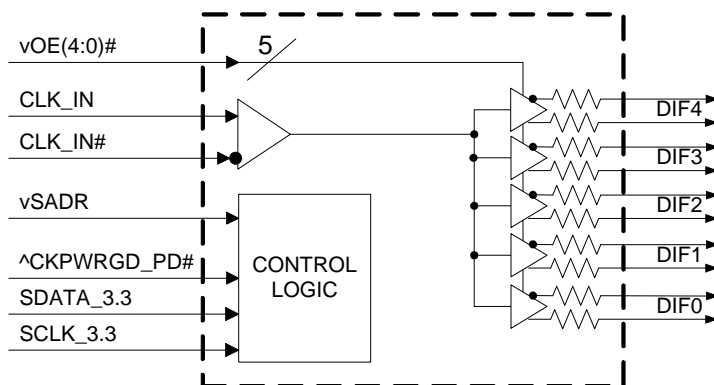 vOE(4:0)#
5
CLK_IN
CLK_IN#
vSADR
^CKPWRGD_PD#
SDATA_3.3
SCLK_3.3
CONTROL
LOGIC
DIF4
DIF3
DIF2
DIF1
DIF0